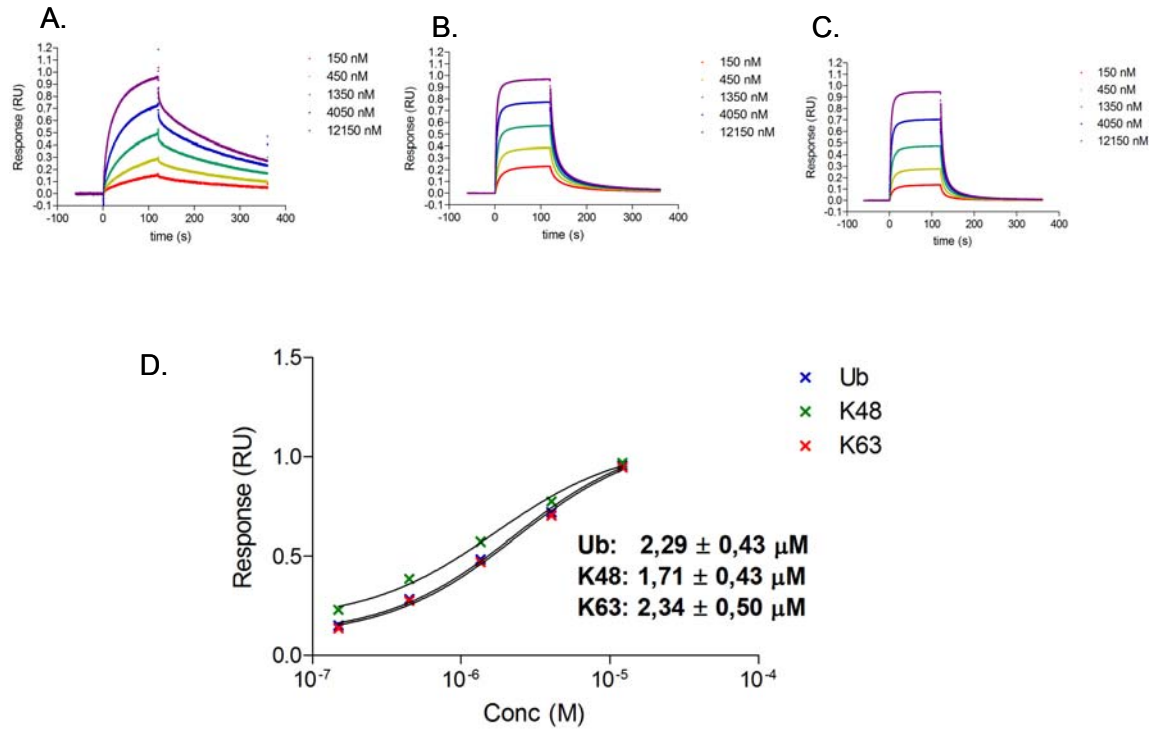 A.
1.2
1.1
1.0
0.9
0.8
0.7
0.6
0.5
0.4
0.3
0.2
0.1
0.0
-0.1
Response (RU)
-100
0
100
200
300
400
time (s)
150 nM
450 nM
1350 nM
4050 nM
12150 nM
B.
1.2
1.1
1.0
0.9
0.8
0.7
0.6
0.5
0.4
0.3
0.2
0.1
0.0
-0.1
Response (RU)
-100
0
100
200
300
400
time (s)
150 nM
450 nM
1350 nM
4050 nM
12150 nM
C.
1.2
1.1
1.0
0.9
0.8
0.7
0.6
0.5
0.4
0.3
0.2
0.1
0.0
-0.1
Response (RU)
-100
0
100
200
300
400
time (s)
150 nM
450 nM
1350 nM
4050 nM
12150 nM
D.
1.5
1.0
0.5
0.0
Response (RU)
10-7
10-6
10-5
10-4
Conc (M)
Ub
K48
K63
Ub: 2,29 ± 0,43 μM
K48: 1,71 ± 0,43 μM
K63: 2,34 ± 0,50 μM